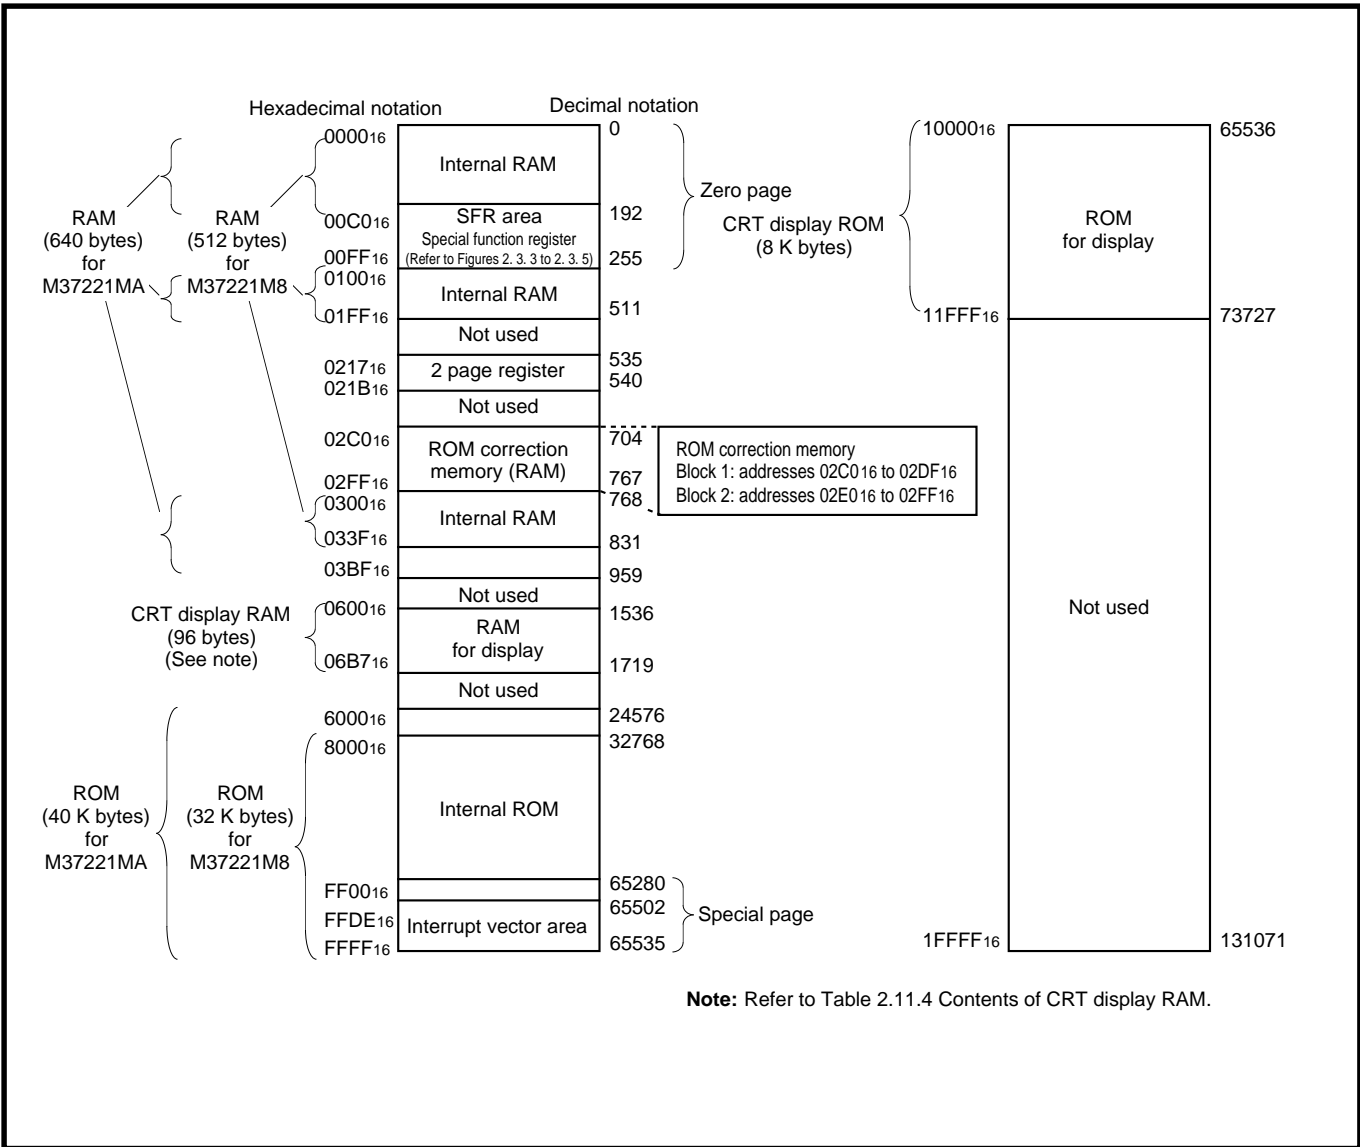 Hexadecimal notation
Decimal notation
000016
0
Internal RAM
Zero page
00C016
192
SFR area
Special function register
(Refer to Figures 2. 3. 3 to 2. 3. 5)
00FF16
255
010016
Internal RAM
01FF16
511
Not used
021716
535
2 page register
021B16
540
Not used
02C016
704
ROM correction
memory (RAM)
02FF16
767
030016
768
Internal RAM
033F16
831
03BF16
959
Not used
060016
1536
RAM
for display
06B716
1719
Not used
600016
24576
800016
32768
Internal ROM
FF0016
65280
FFDE16
65502
Interrupt vector area
FFFF16
65535
Special page
RAM
(640 bytes)
for
M37221MA
RAM
(512 bytes)
for
M37221M8
CRT display RAM
(96 bytes)
(See note)
ROM
(40 K bytes)
for
M37221MA
ROM
(32 K bytes)
for
M37221M8
ROM correction memory
Block 1: addresses 02C016 to 02DF16
Block 2: addresses 02E016 to 02FF16
CRT display ROM
(8 K bytes)
1000016
65536
ROM
for display
11FFF16
73727
Not used
1FFFF16
131071
Note: Refer to Table 2.11.4 Contents of CRT display RAM.